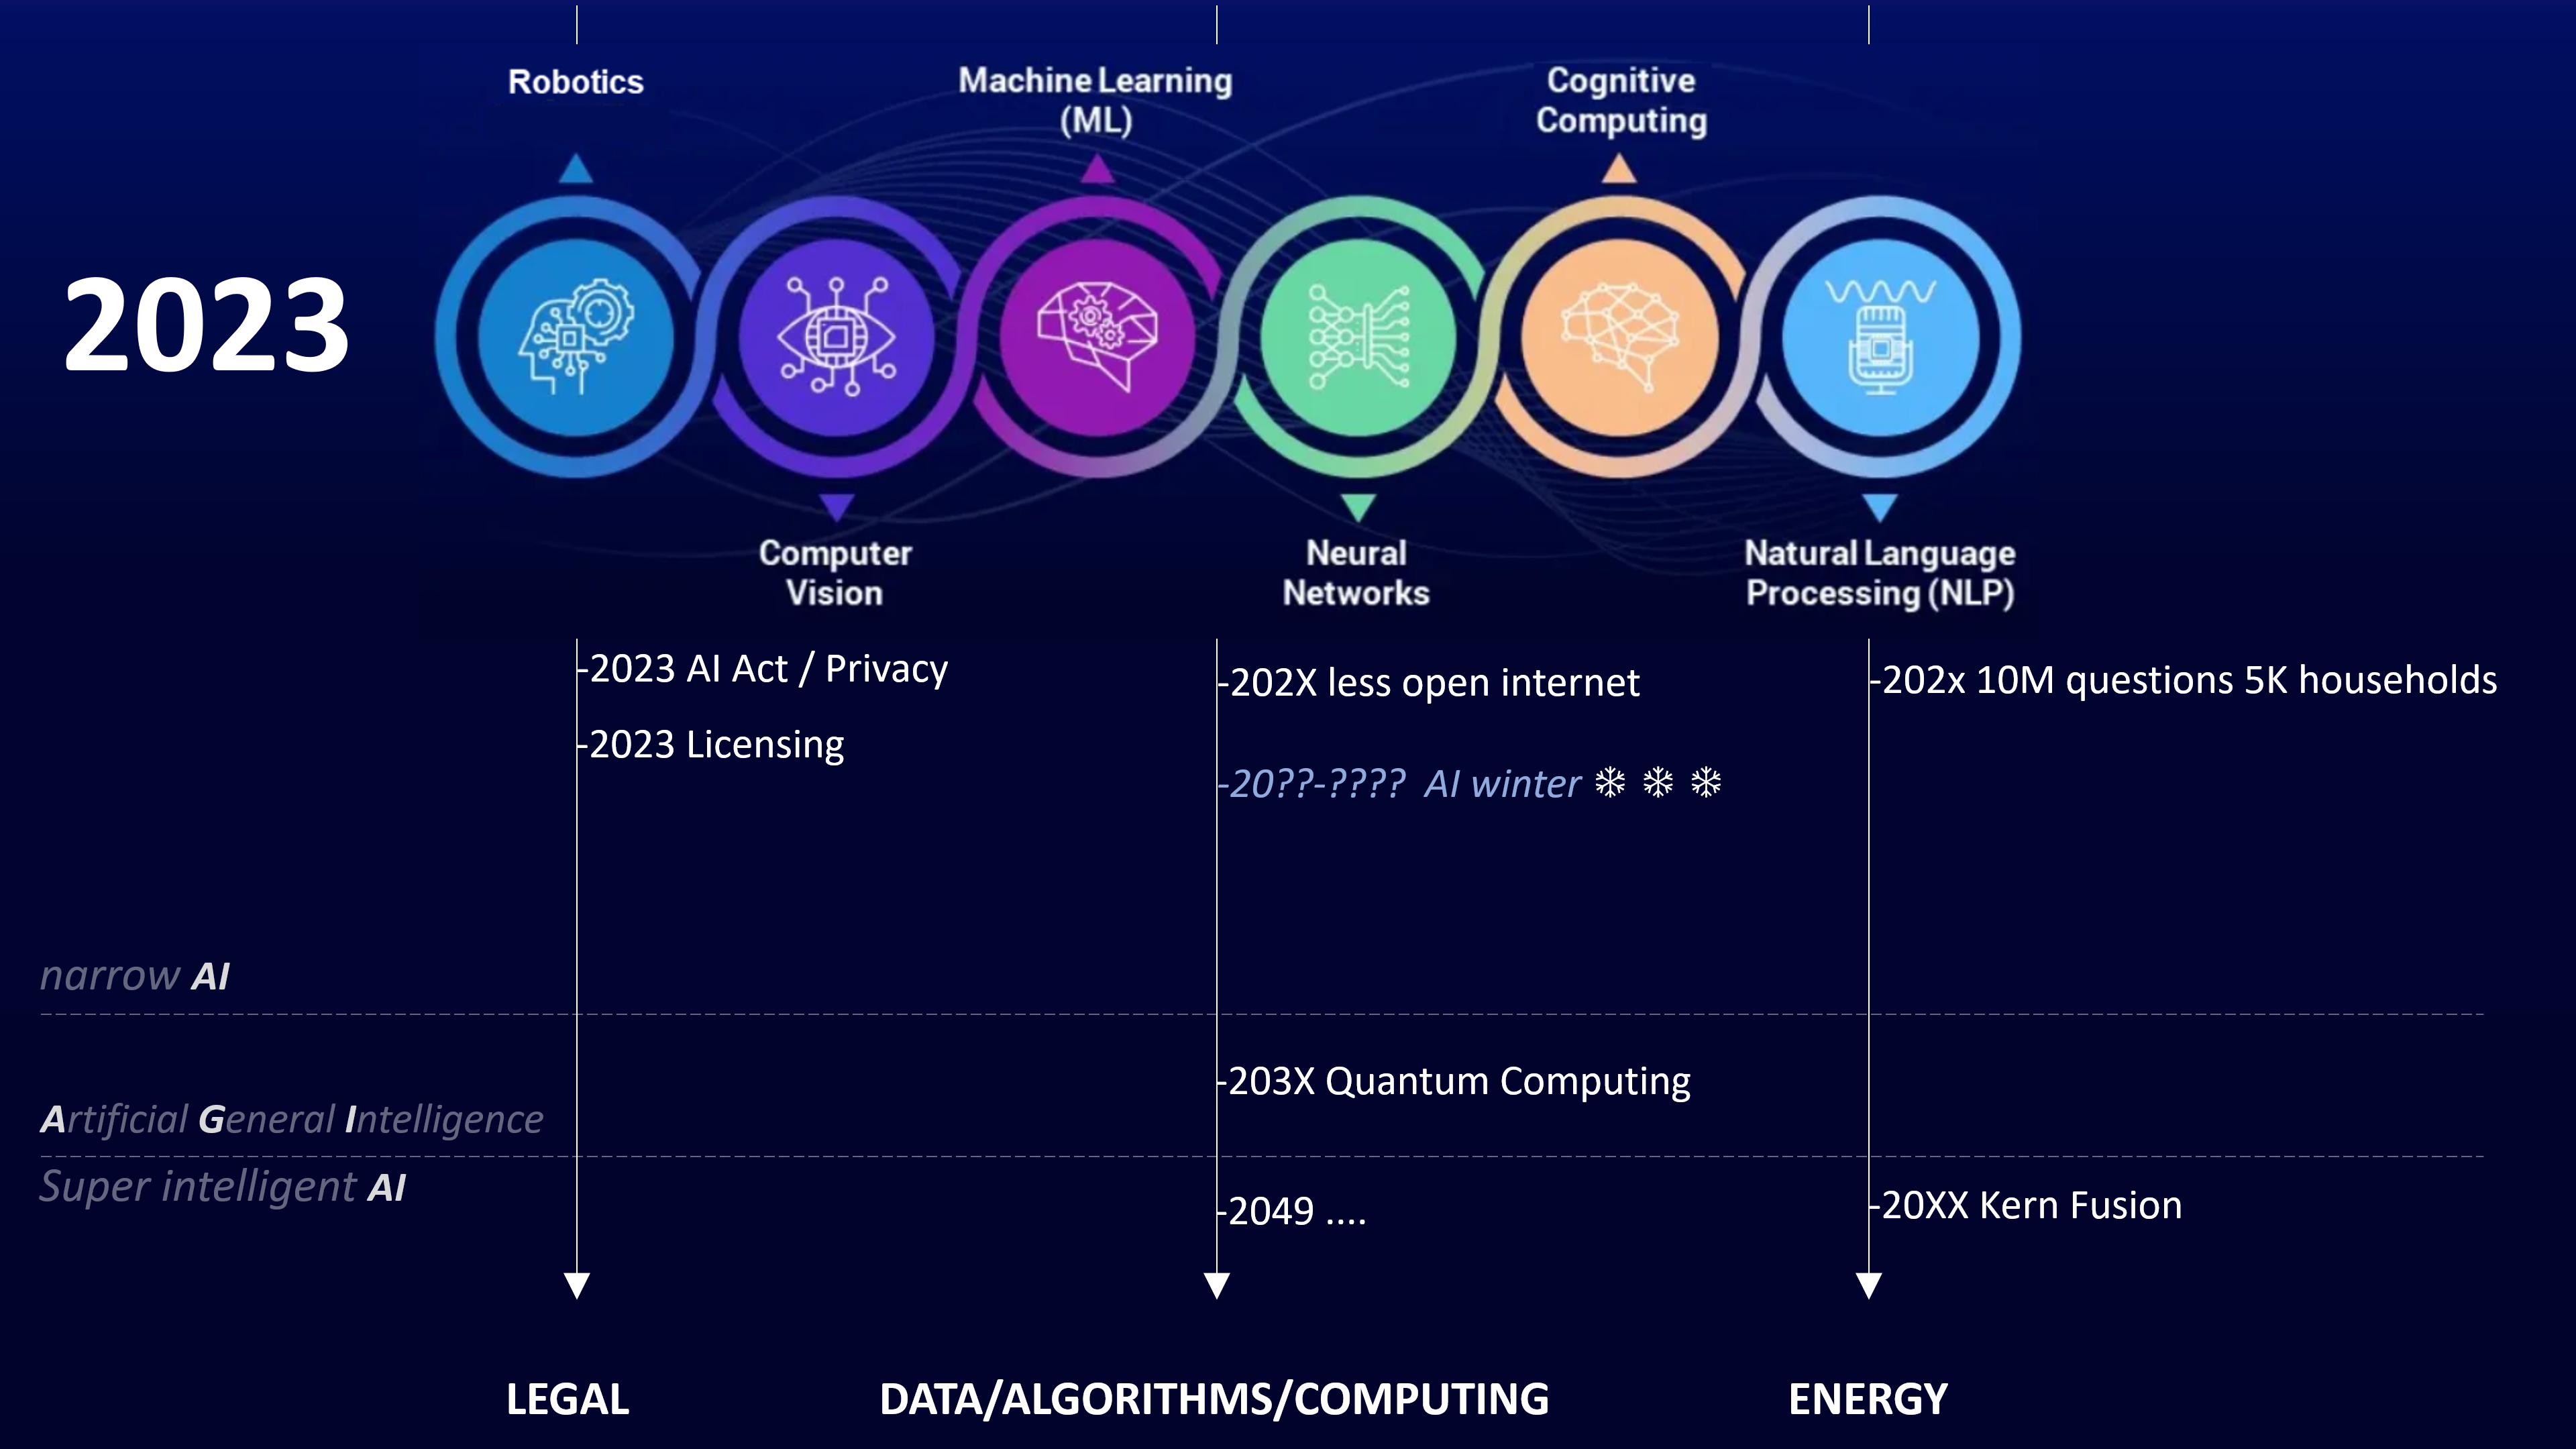 Robotics
Machine Learning
(ML)
Cognitive
Computing
2023
Computer
Vision
Neural
Networks
Natural Language
Processing (NLP)
-2023 AI Act / Privacy
-2023 Licensing
-202X less open internet
-20??-???? AI winter ❄ ❄ ❄
-202x 10M questions 5K households
narrow AI
-203X Quantum Computing
Artificial General Intelligence
Super intelligent AI
-2049 ....
-20XX Kern Fusion
LEGAL
DATA/ALGORITHMS/COMPUTING
ENERGY